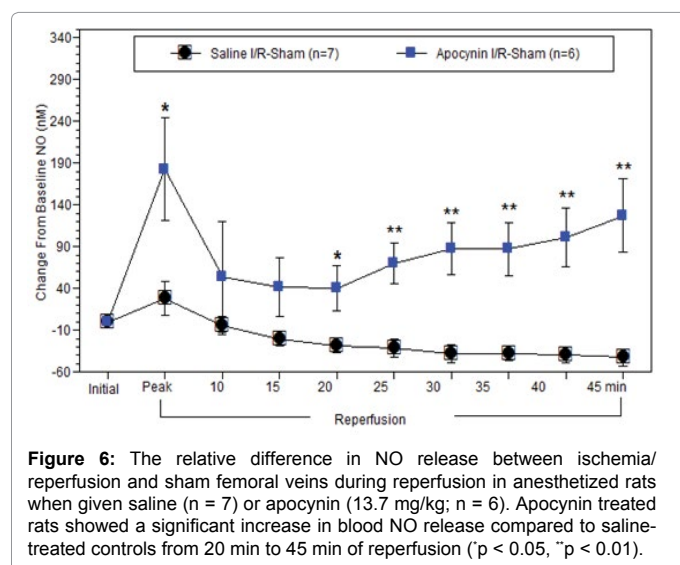 340
290
240
190
140
90
40
-10
-60
Change From Baseline NO (nM)
Saline I/R-Sham (n=7) Apocynin I/R-Sham (n=6)
* * ** ** ** ** **
Initial Peak 10 15 20 25 30 35 40 45 min
Reperfusion
Figure 6: The relative difference in NO release between ischemia/
reperfusion and sham femoral veins during reperfusion in anesthetized rats
when given saline (n = 7) or apocynin (13.7 mg/kg; n = 6). Apocynin treated
rats showed a significant increase in blood NO release compared to saline-
treated controls from 20 min to 45 min of reperfusion (*p < 0.05, **p < 0.01).